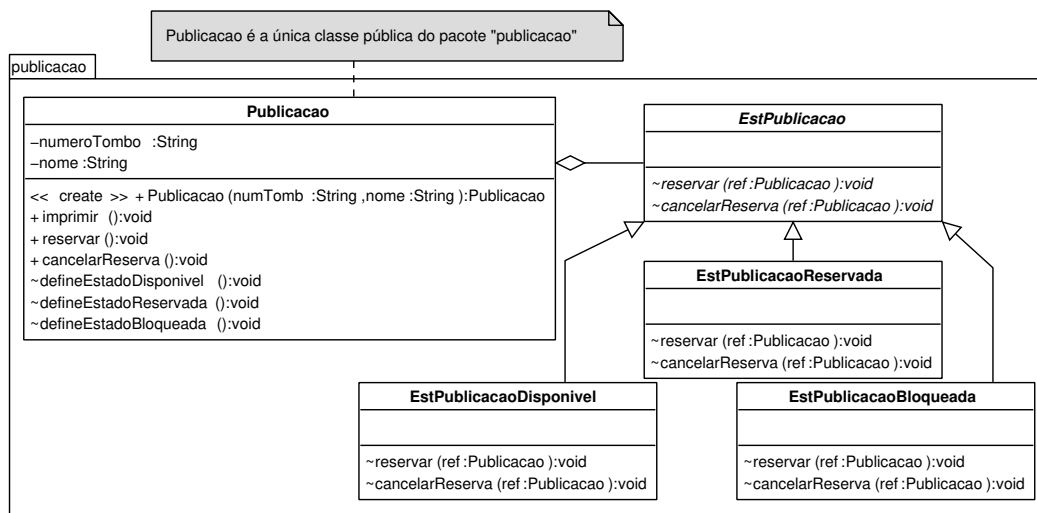 Publicacao é a única classe pública do pacote "publicacao"
publicacao
Publicacao
−numeroTombo :String
−nome :String
<< create >> + Publicacao (numTomb :String ,nome :String ):Publicacao
+ imprimir ():void
+ reservar ():void
+ cancelarReserva ():void
~defineEstadoDisponivel ():void
~defineEstadoReservada ():void
~defineEstadoBloqueada ():void
EstPublicacao
~reservar (ref :Publicacao ):void
~cancelarReserva (ref :Publicacao ):void
EstPublicacaoReservada
~reservar (ref :Publicacao ):void
~cancelarReserva (ref :Publicacao ):void
EstPublicacaoDisponivel
~reservar (ref :Publicacao ):void
~cancelarReserva (ref :Publicacao ):void
EstPublicacaoBloqueada
~reservar (ref :Publicacao ):void
~cancelarReserva (ref :Publicacao ):void